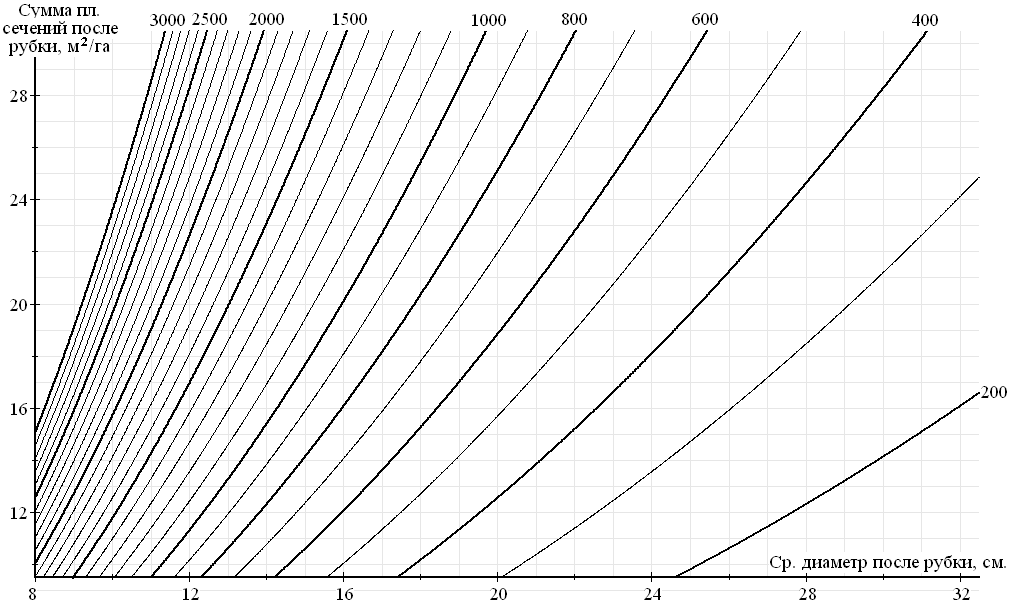 Сумма пл.
сечений после
рубки, м²/га
3000 2500 2000 1500 1000 800 600 400
28
24
20
16
200
12
Ср. диаметр после рубки, см.
8 12 16 20 24 28 32